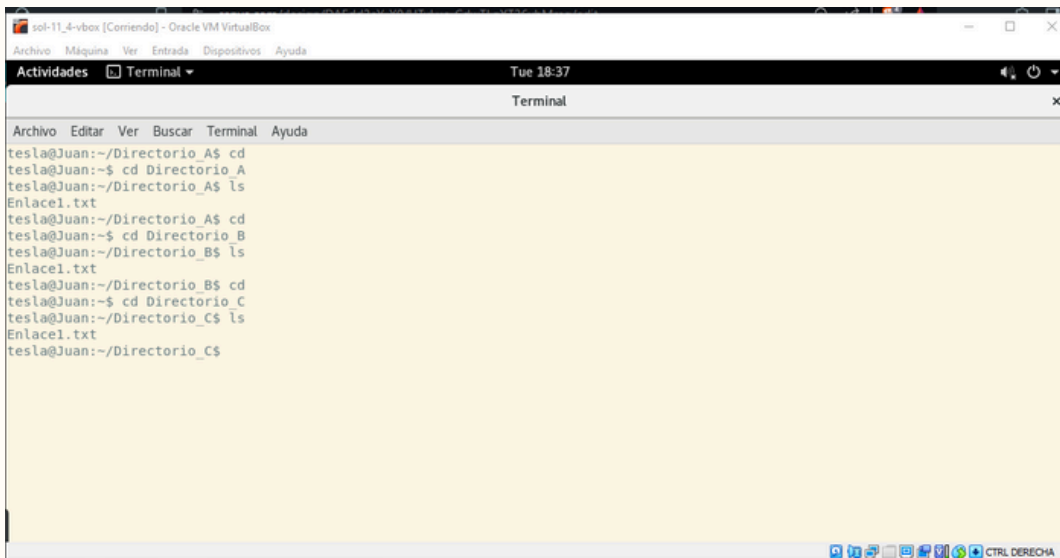 sol-11_4-vbox [Corriendo] - Oracle VM VirtualBox
Archivo Máquina Ver Entrada Dispositivos Ayuda
Actividades Terminal Tue 18:37
Terminal
Archivo Editar Ver Buscar Terminal Ayuda
tesla@Juan:~/Directorio_A$ cd
tesla@Juan:~$ cd Directorio_A
tesla@Juan:~/Directorio_A$ ls
Enlace1.txt
tesla@Juan:~/Directorio_A$ cd
tesla@Juan:~$ cd Directorio_B
tesla@Juan:~/Directorio_B$ ls
Enlace1.txt
tesla@Juan:~/Directorio_B$ cd
tesla@Juan:~$ cd Directorio_C
tesla@Juan:~/Directorio_C$ ls
Enlace1.txt
tesla@Juan:~/Directorio_C$
CTRL DERECHA